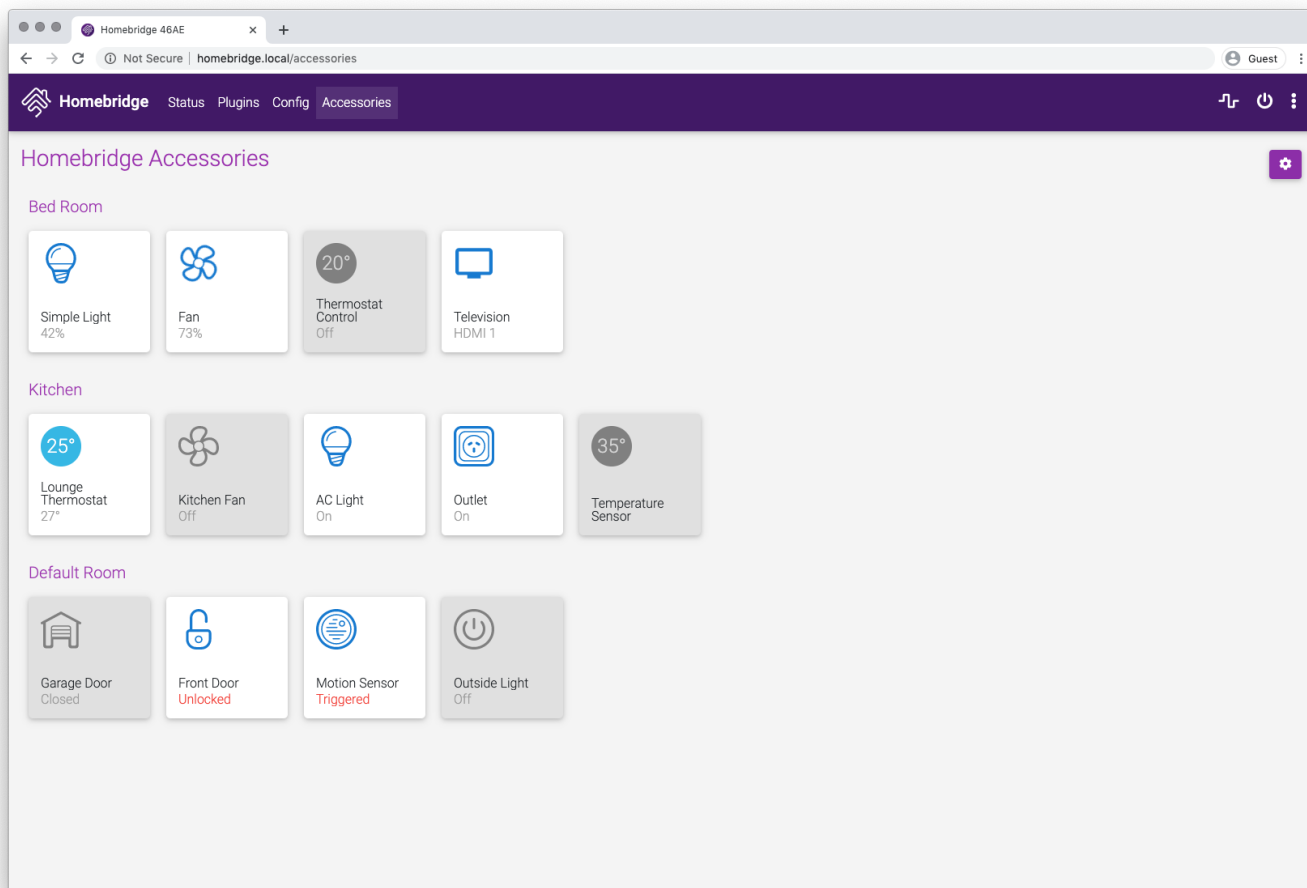 Homebridge 46AE
Not Secure homebridge.local/accessories
Guest
Homebridge Status Plugins Config Accessories
Homebridge Accessories
Bed Room
Simple Light
42%
Fan
73%
20°
Thermostat
Control
Off
Television
HDMI 1
Kitchen
25°
Lounge
Thermostat
27°
Kitchen Fan
Off
AC Light
On
Outlet
On
35°
Temperature
Sensor
Default Room
Garage Door
Closed
Front Door
Unlocked
Motion Sensor
Triggered
Outside Light
Off